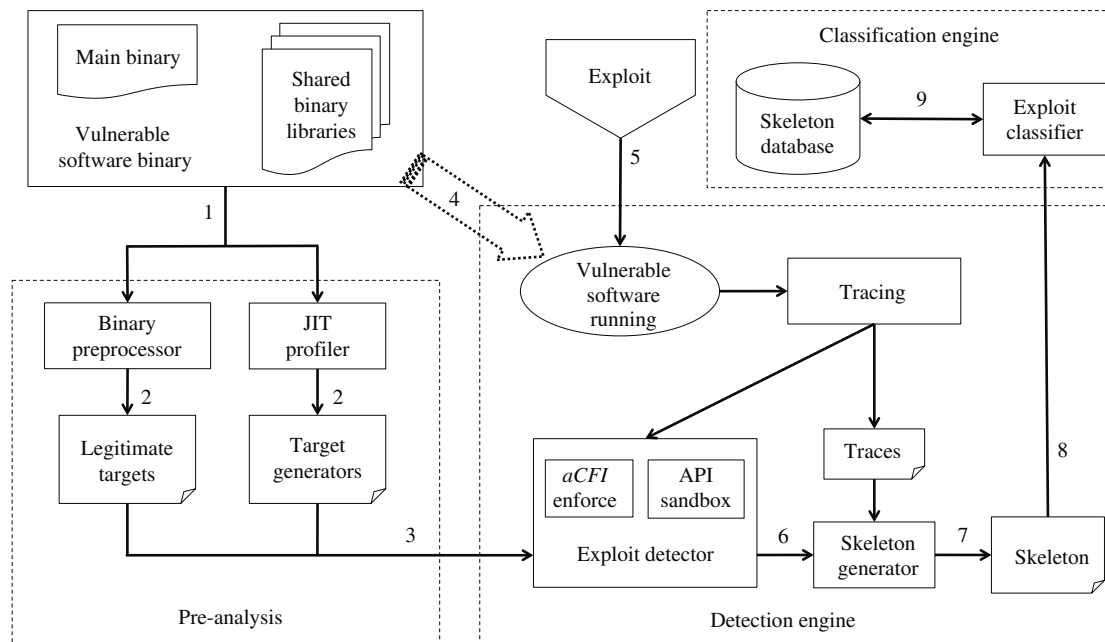 Main binary
Shared
binary
libraries
Vulnerable
software binary
Exploit
Classification engine
Skeleton
database
9
Exploit
classifier
5
1
4
Vulnerable
software
running
Tracing
Binary
preprocessor
JIT
profiler
2
2
Legitimate
targets
Target
generators
3
aCFI
enforce
API
sandbox
Exploit detector
Traces
8
6
Skeleton
generator
7
Skeleton
Pre-analysis
Detection engine